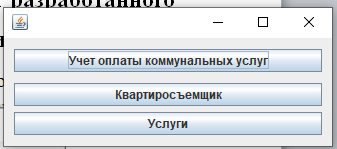 разработанного
Учет оплаты коммунальных услуг
Квартиросъемщик
Услуги